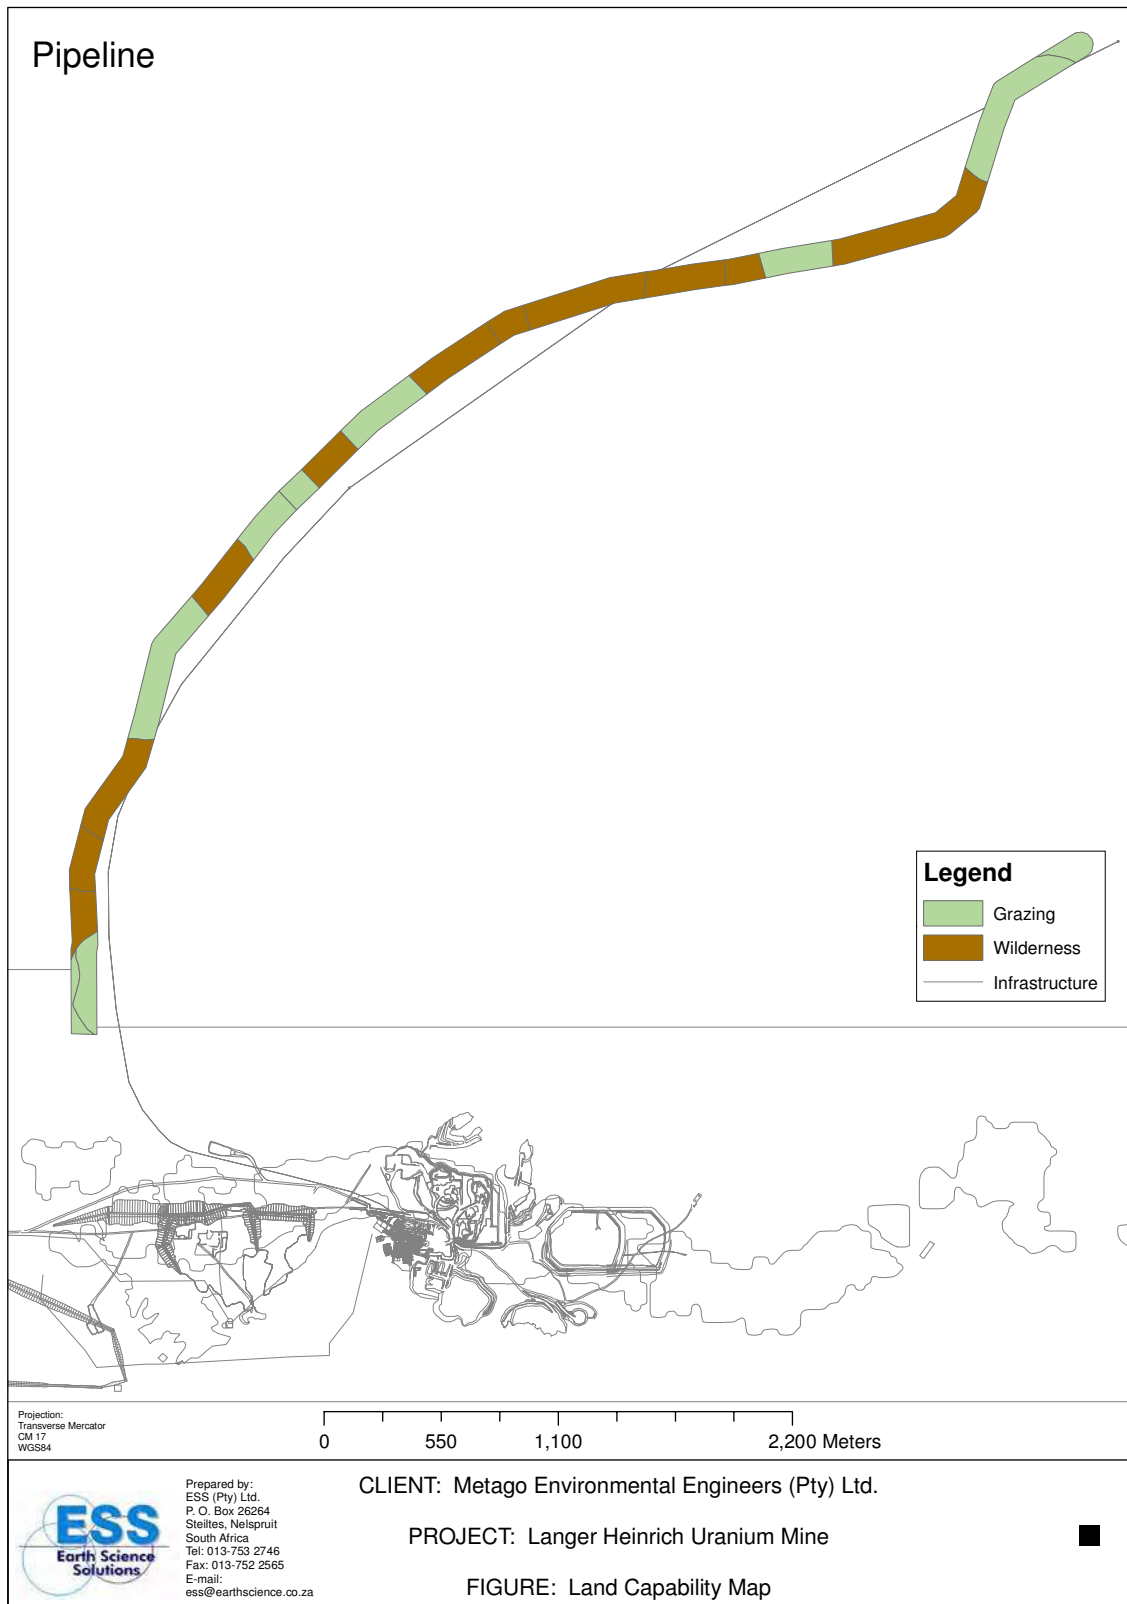 Pipeline
Legend
Grazing
Wilderness
Infrastructure
Projection:
Transverse Mercator
CM 17
WGS84
0 550 1,100 2,200 Meters
ESS
Earth Science
Solutions
Prepared by:
ESS (Pty) Ltd.
P. O. Box 26264
Steiltes, Nelspruit
South Africa
Tel: 013-753 2746
Fax: 013-752 2565
E-mail:
ess@earthscience.co.za
CLIENT: Metago Environmental Engineers (Pty) Ltd.
PROJECT: Langer Heinrich Uranium Mine
FIGURE: Land Capability Map